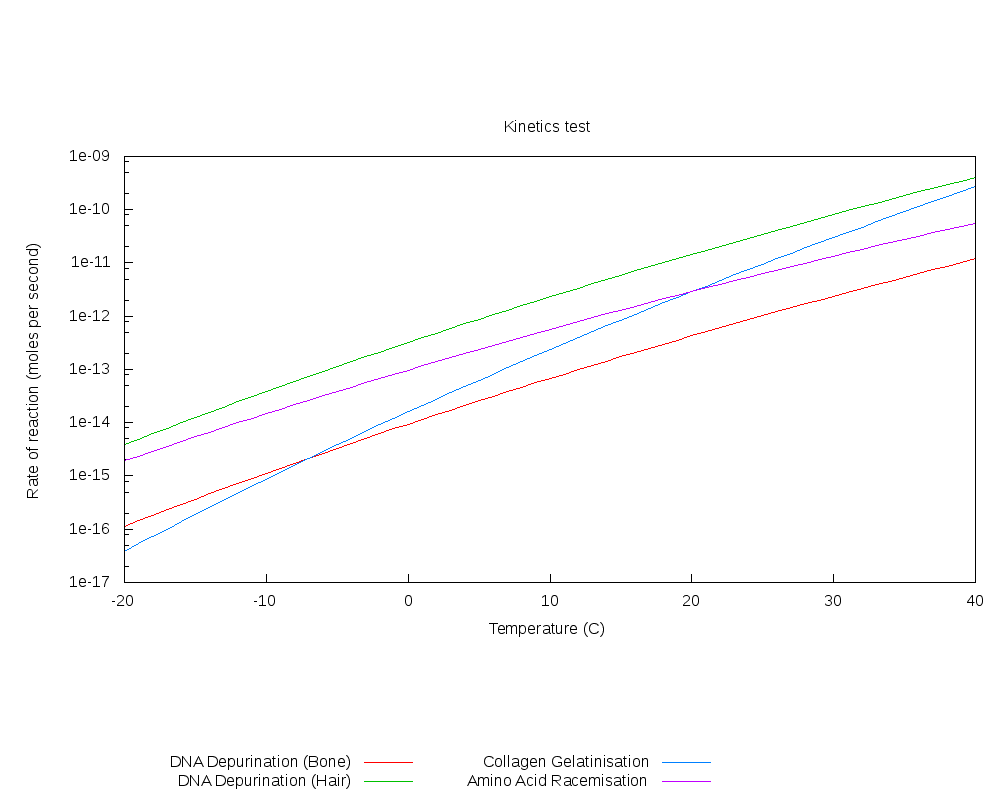 Kinetics test
1e-09
1e-10
1e-11
1e-12
1e-13
1e-14
1e-15
1e-16
1e-17
Rate of reaction (moles per second)
-20 -10 0 10 20 30 40
Temperature (C)
DNA Depurination (Bone)
DNA Depurination (Hair)
Collagen Gelatinisation
Amino Acid Racemisation